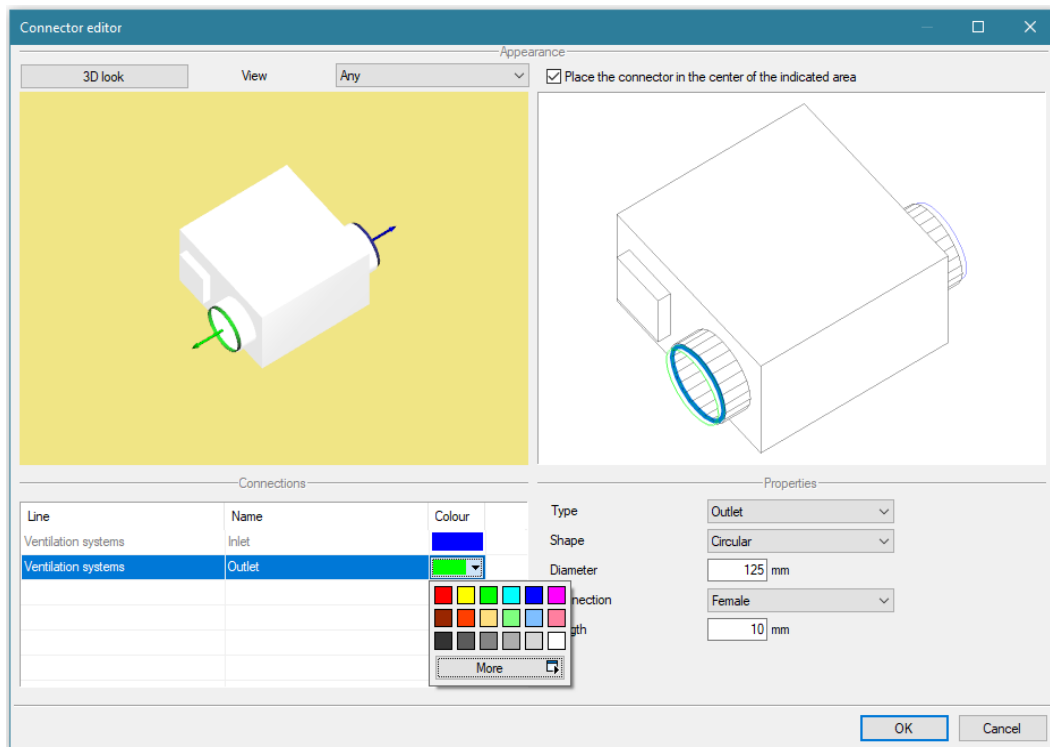 Connector editor
Appearance
3D look View Any Place the connector in the center of the indicated area
Connections
Line Name Colour
Ventilation systems Inlet
Ventilation systems Outlet
More
Properties
Type Outlet
Shape Circular
Diameter 125 mm
nection Female
gth 10 mm
OK Cancel